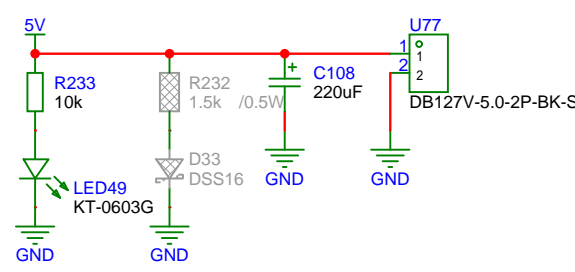 5V
U77
1
1
2
2
DB127V-5.0-2P-BK-S
R233
10k
R232
1.5k /0.5W
C108
220uF
+
LED49
KT-0603G
D33
DSS16
GND
GND
GND
GND